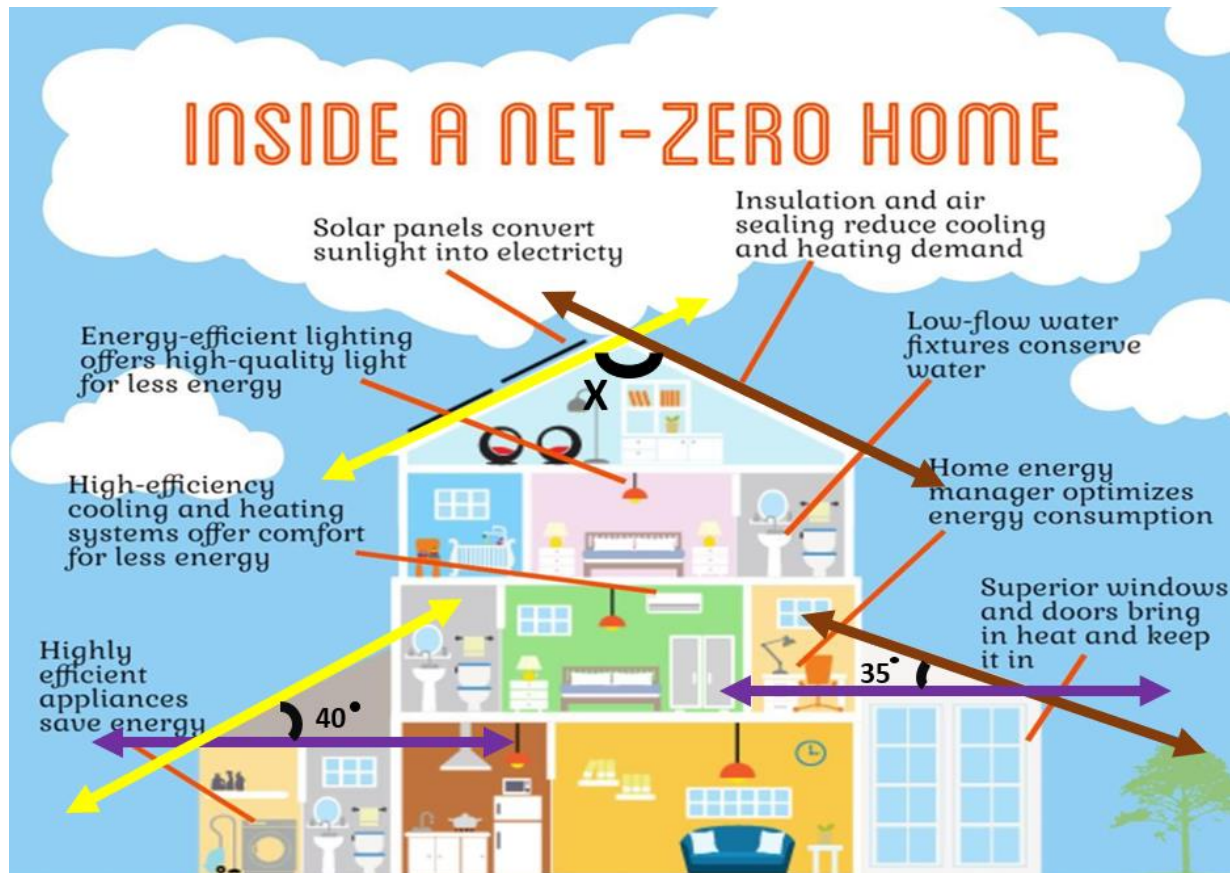 INSIDE A NET-ZERO HOME
Solar panels convert
sunlight into electricty
Insulation and air
sealing reduce cooling
and heating demand
Energy-efficient lighting
offers high-quality light
for less energy
Low-flow water
fixtures conserve
water
X
High-efficiency
cooling and heating
systems offer comfort
for less energy
Home energy
manager optimizes
energy consumption
Superior windows
and doors bring
in heat and keep
it in
35°
Highly
efficient
appliances
save energy
40°